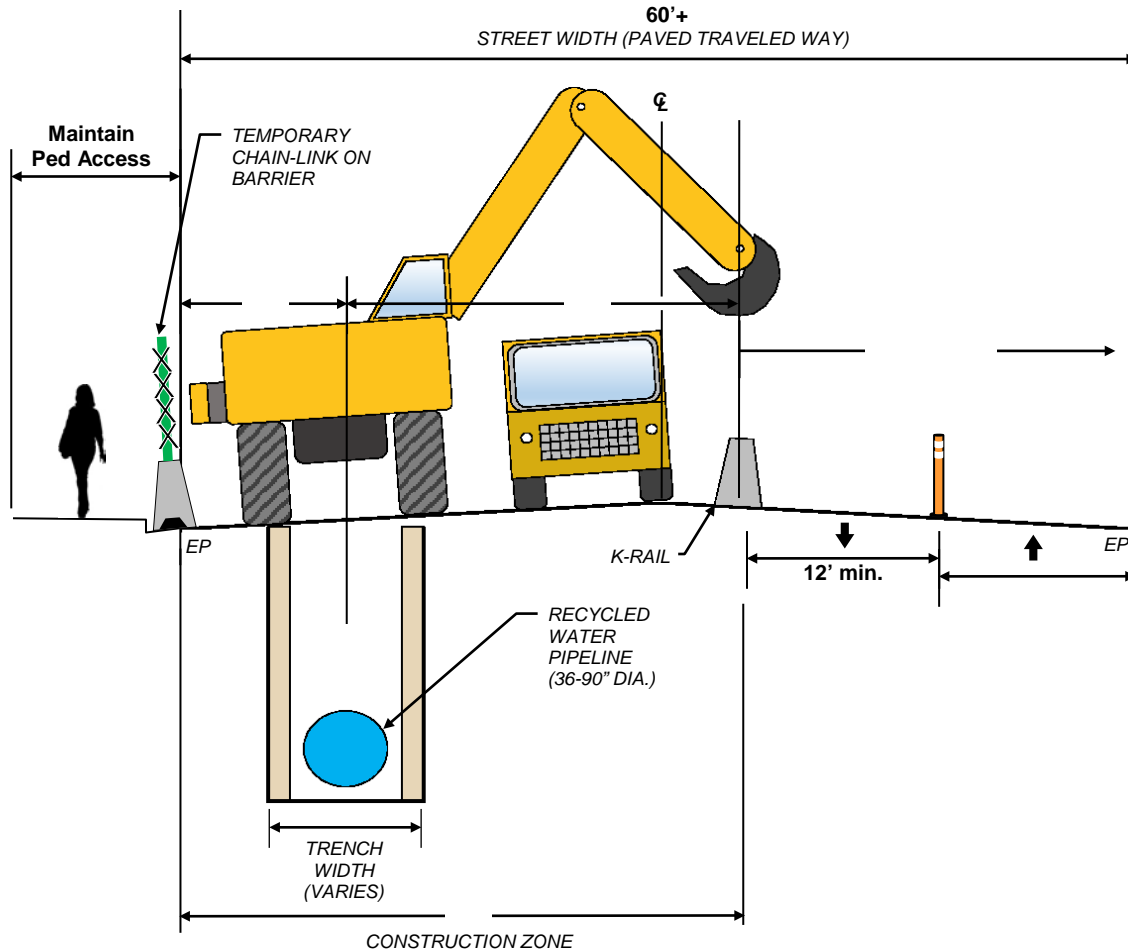 60'+
STREET WIDTH (PAVED TRAVELED WAY)
℄
Maintain
Ped Access
TEMPORARY
CHAIN-LINK ON
BARRIER
EP
K-RAIL
12' min.
EP
RECYCLED
WATER
PIPELINE
(36-90" DIA.)
TRENCH
WIDTH
(VARIES)
CONSTRUCTION ZONE